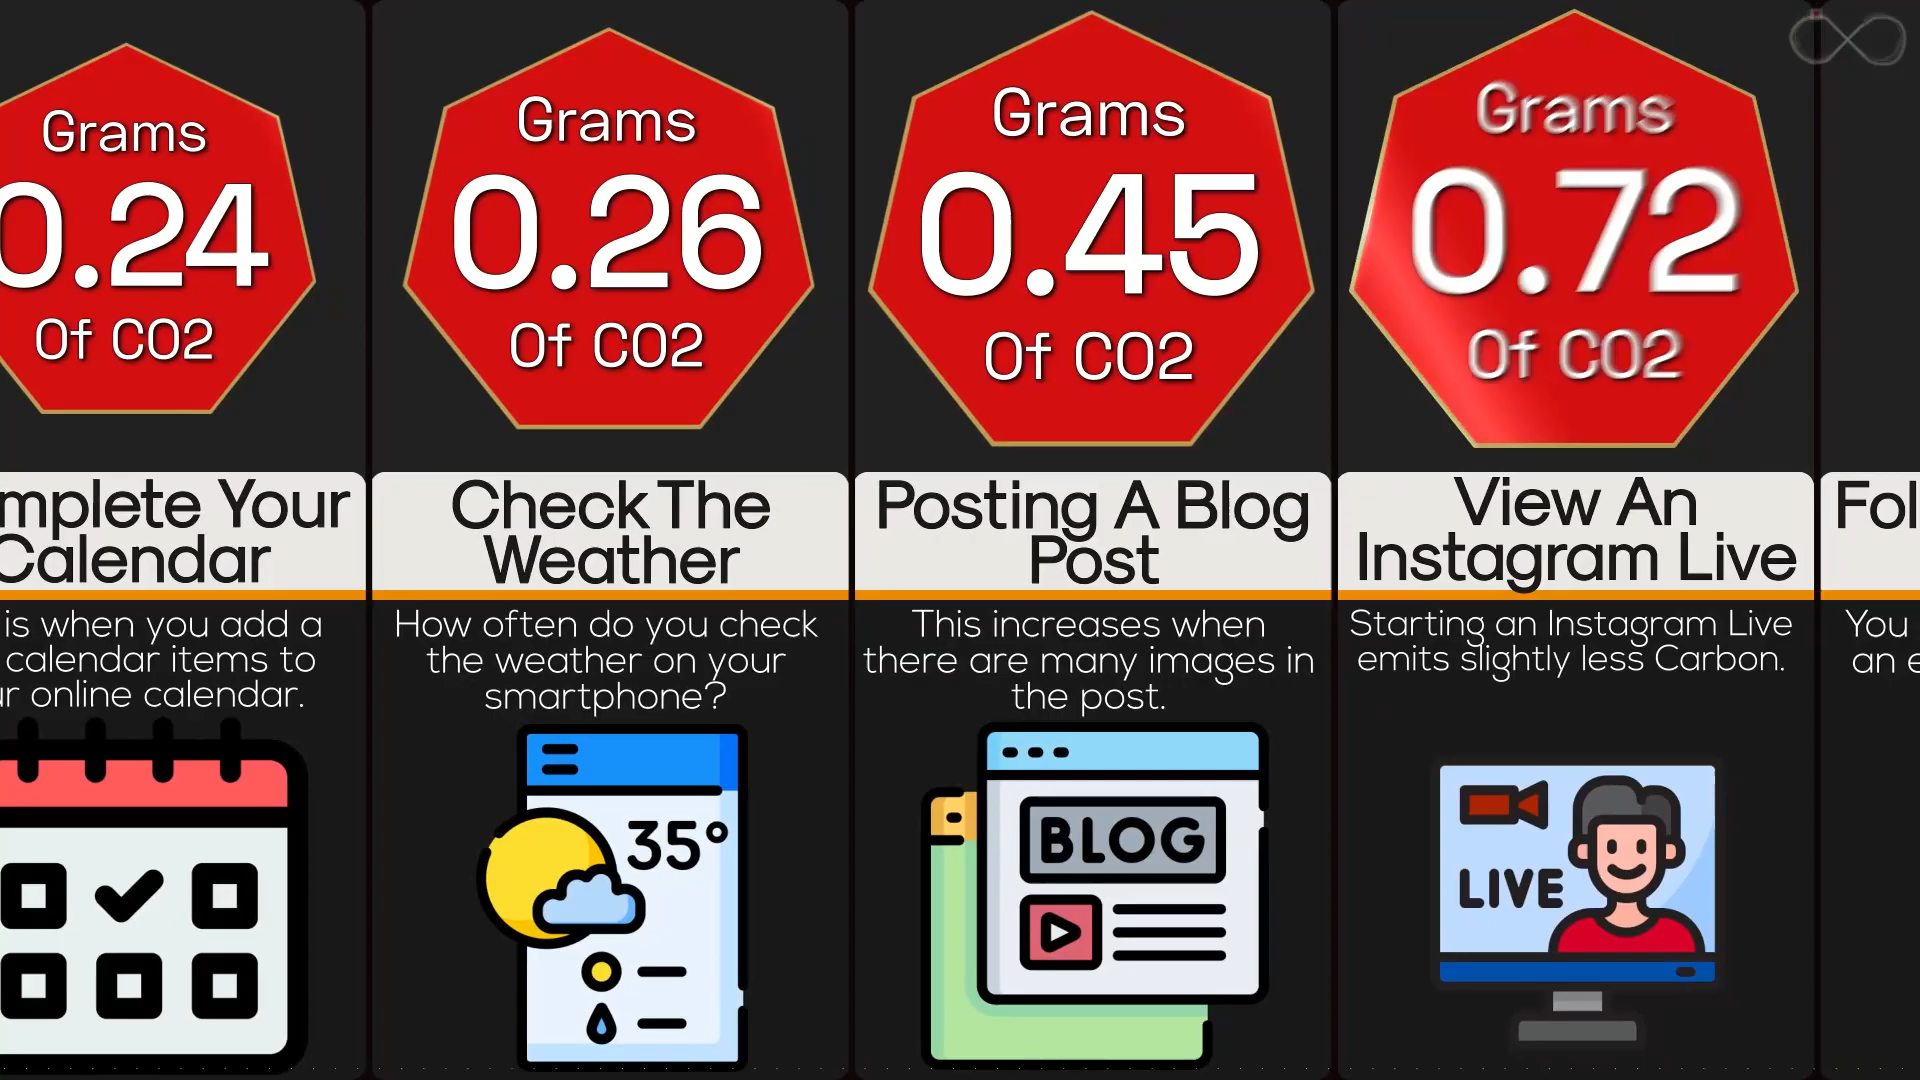 Grams
0.24
Of CO2
mplete Your
Calendar
is when you add a
calendar items to
r online calendar.
Grams
0.26
Of CO2
Check The
Weather
How often do you check
the weather on your
smartphone?
35°
Grams
0.45
Of CO2
Posting A Blog
Post
This increases when
there are many images in
the post.
BLOG
Grams
0.72
Of CO2
View An
Instagram Live
Starting an Instagram Live
emits slightly less Carbon.
LIVE
Fol
You
an e